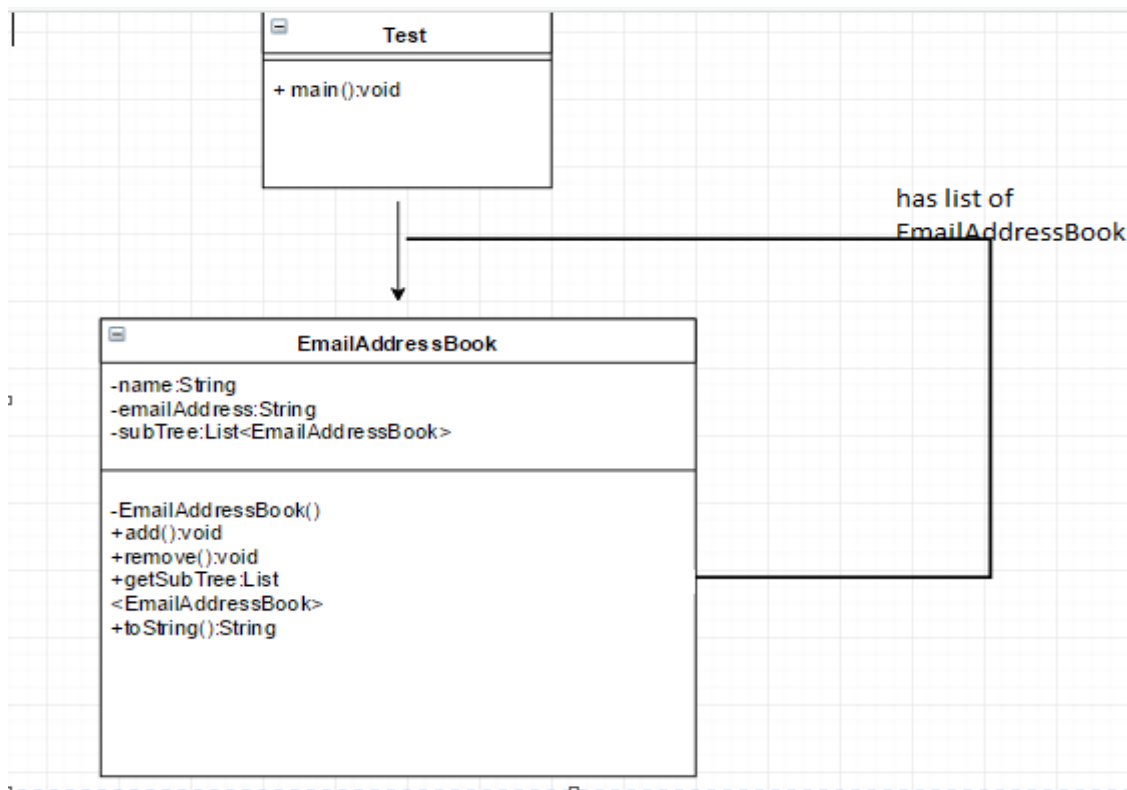 Test
+ main():void
has list of
EmailAddressBook
EmailAddressBook
-name:String
-emailAddress:String
-subTree:List<EmailAddressBook>
-EmailAddressBook()
+add():void
+remove():void
+getSubTree:List
<EmailAddressBook>
+toString():String